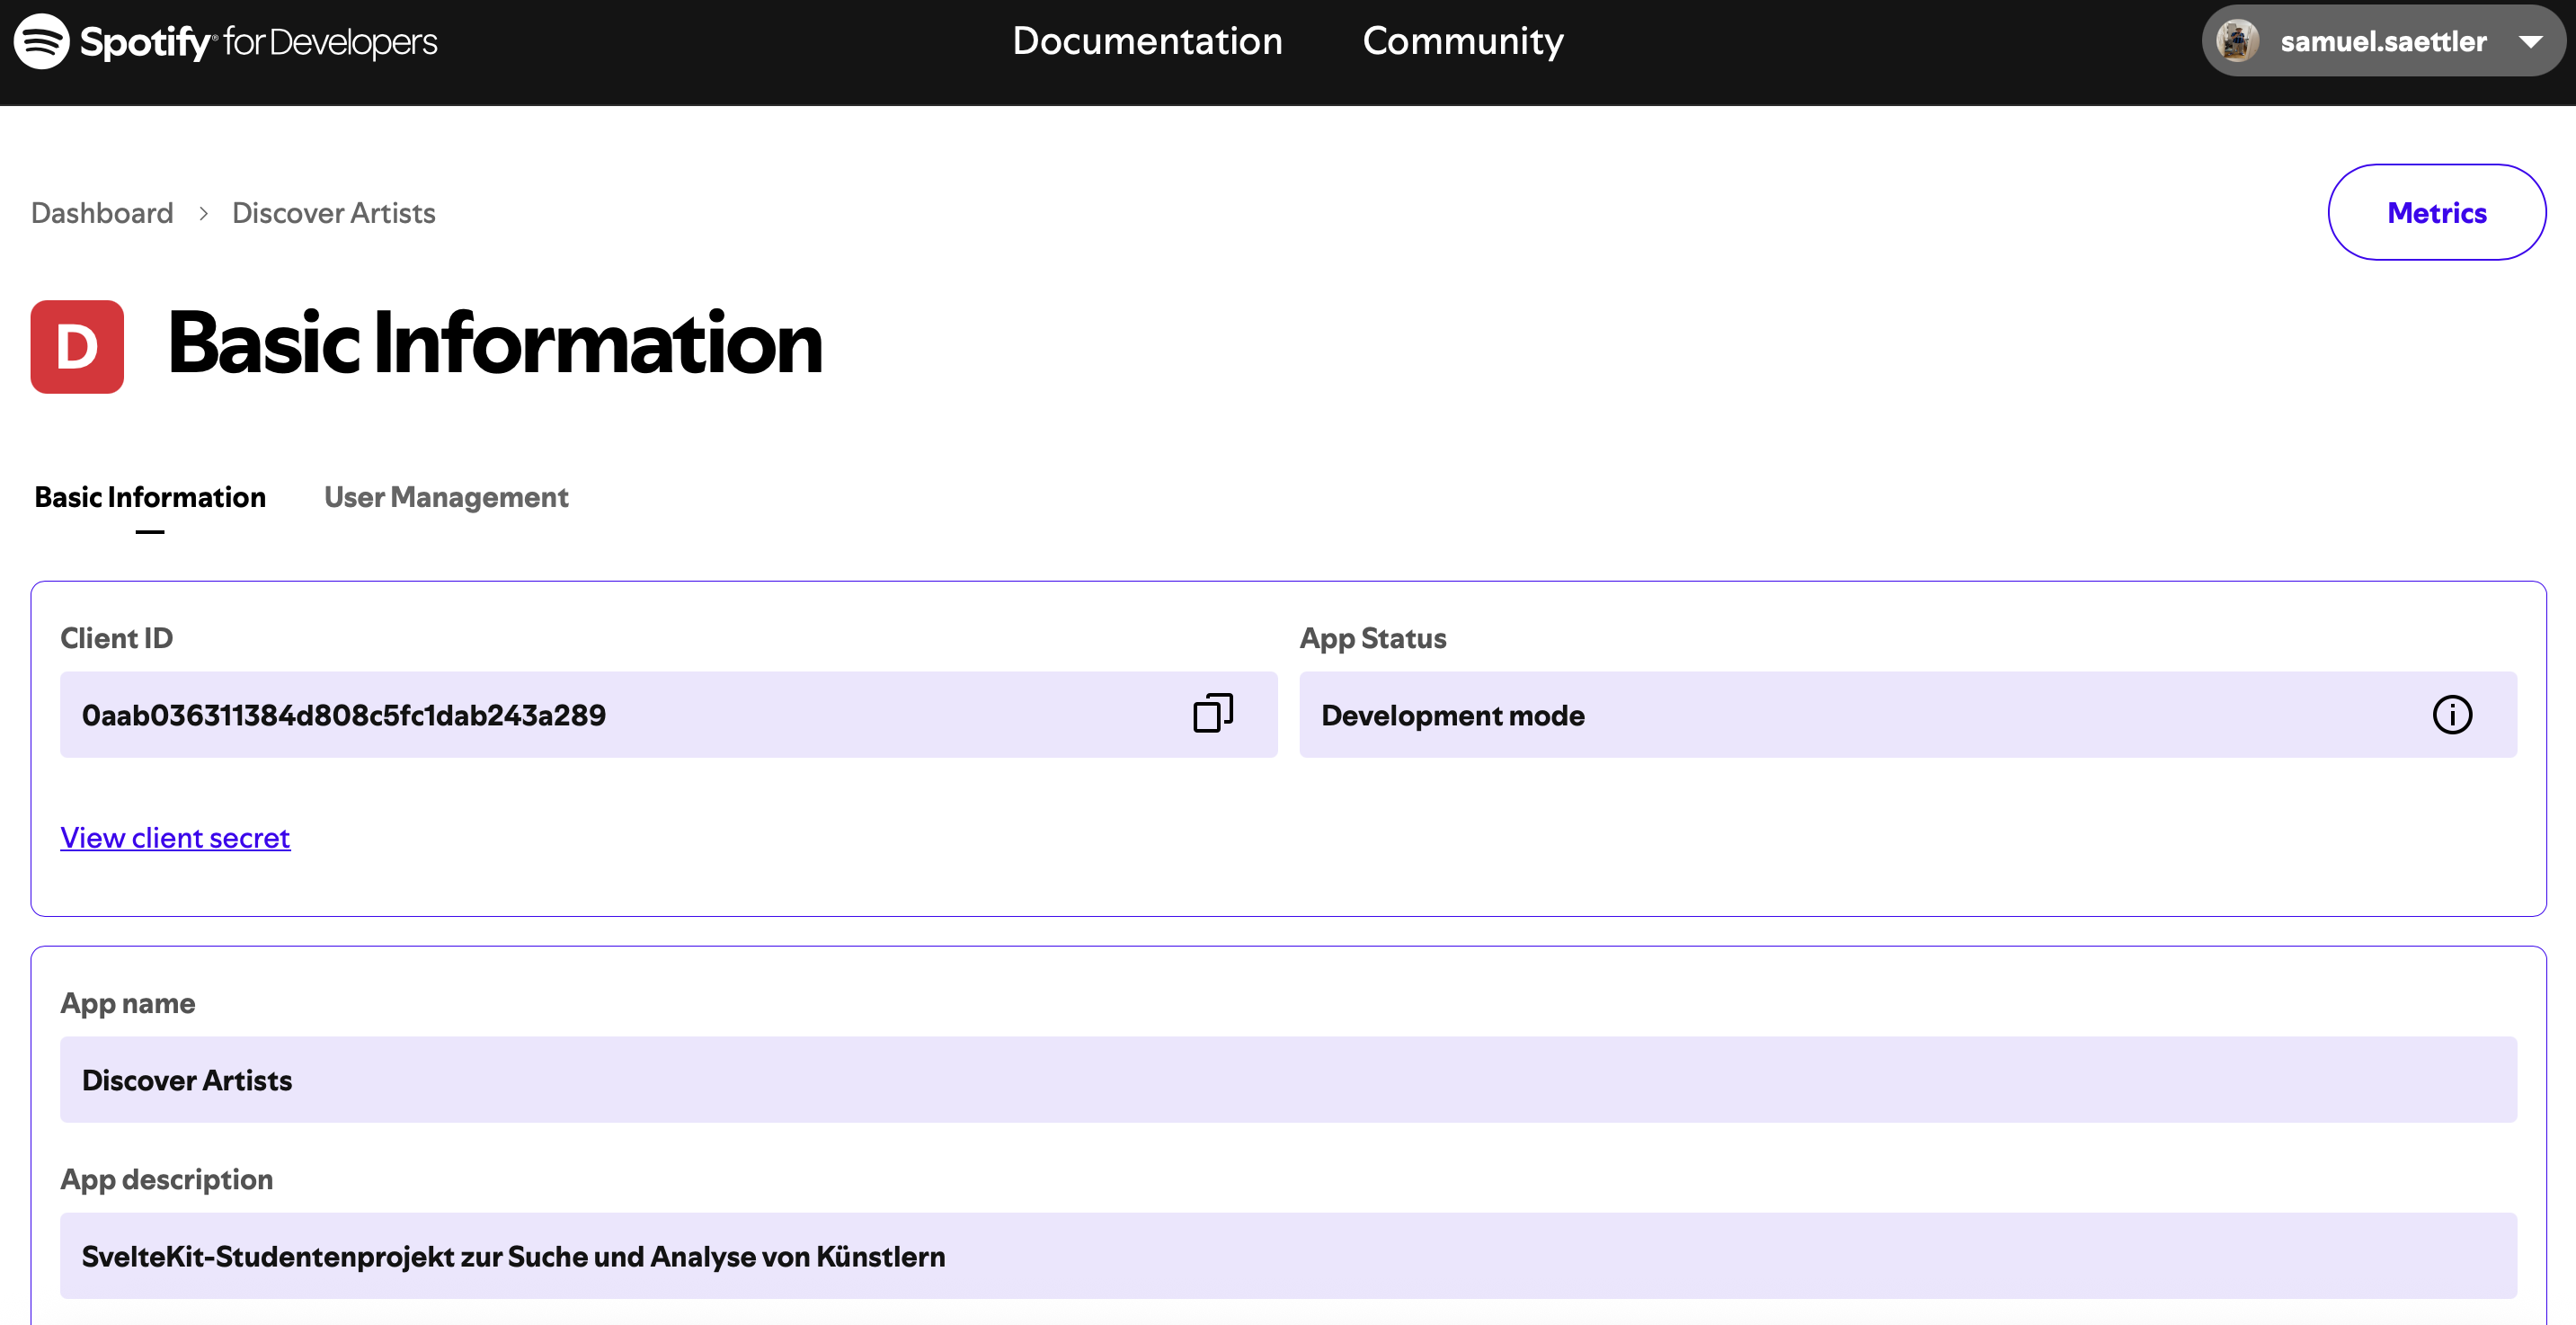 Spotify® for Developers
Documentation
Community
samuel.saettler
Dashboard > Discover Artists
Metrics
D
Basic Information
Basic Information
User Management
Client ID
App Status
0aab036311384d808c5fc1dab243a289
Development mode
View client secret
App name
Discover Artists
App description
SvelteKit-Studentenprojekt zur Suche und Analyse von Künstlern